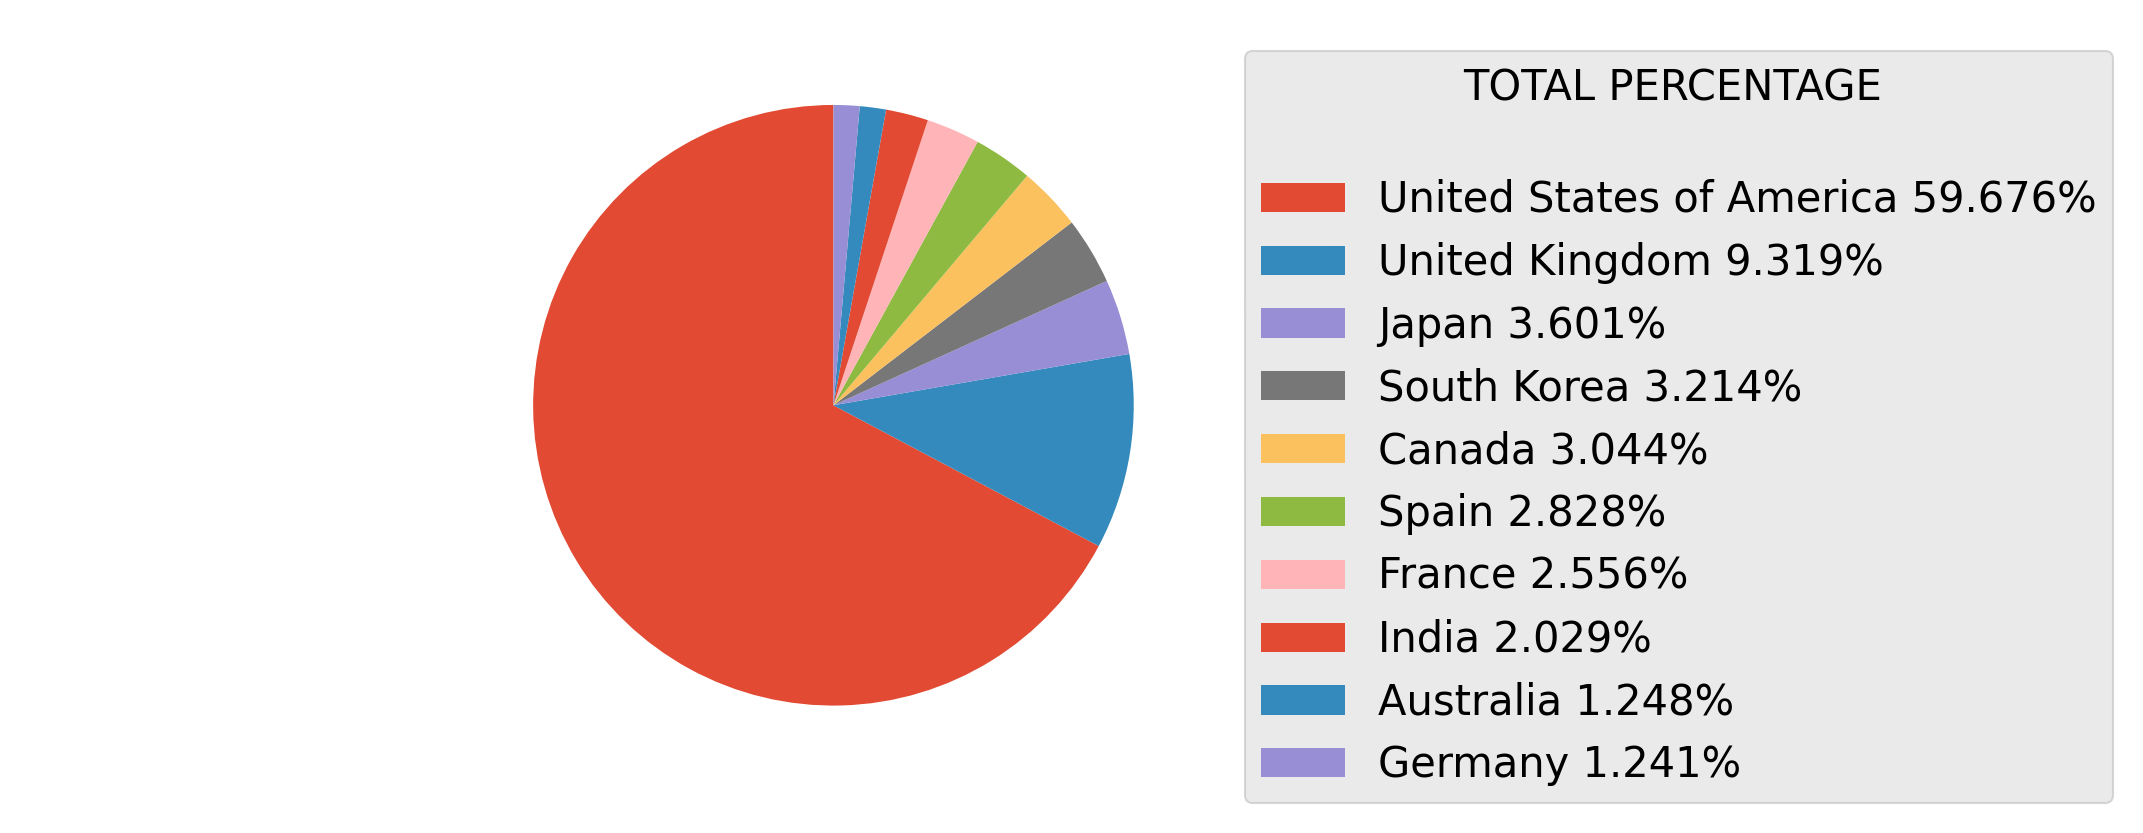 TOTAL PERCENTAGE
United States of America 59.676%
United Kingdom 9.319%
Japan 3.601%
South Korea 3.214%
Canada 3.044%
Spain 2.828%
France 2.556%
India 2.029%
Australia 1.248%
Germany 1.241%